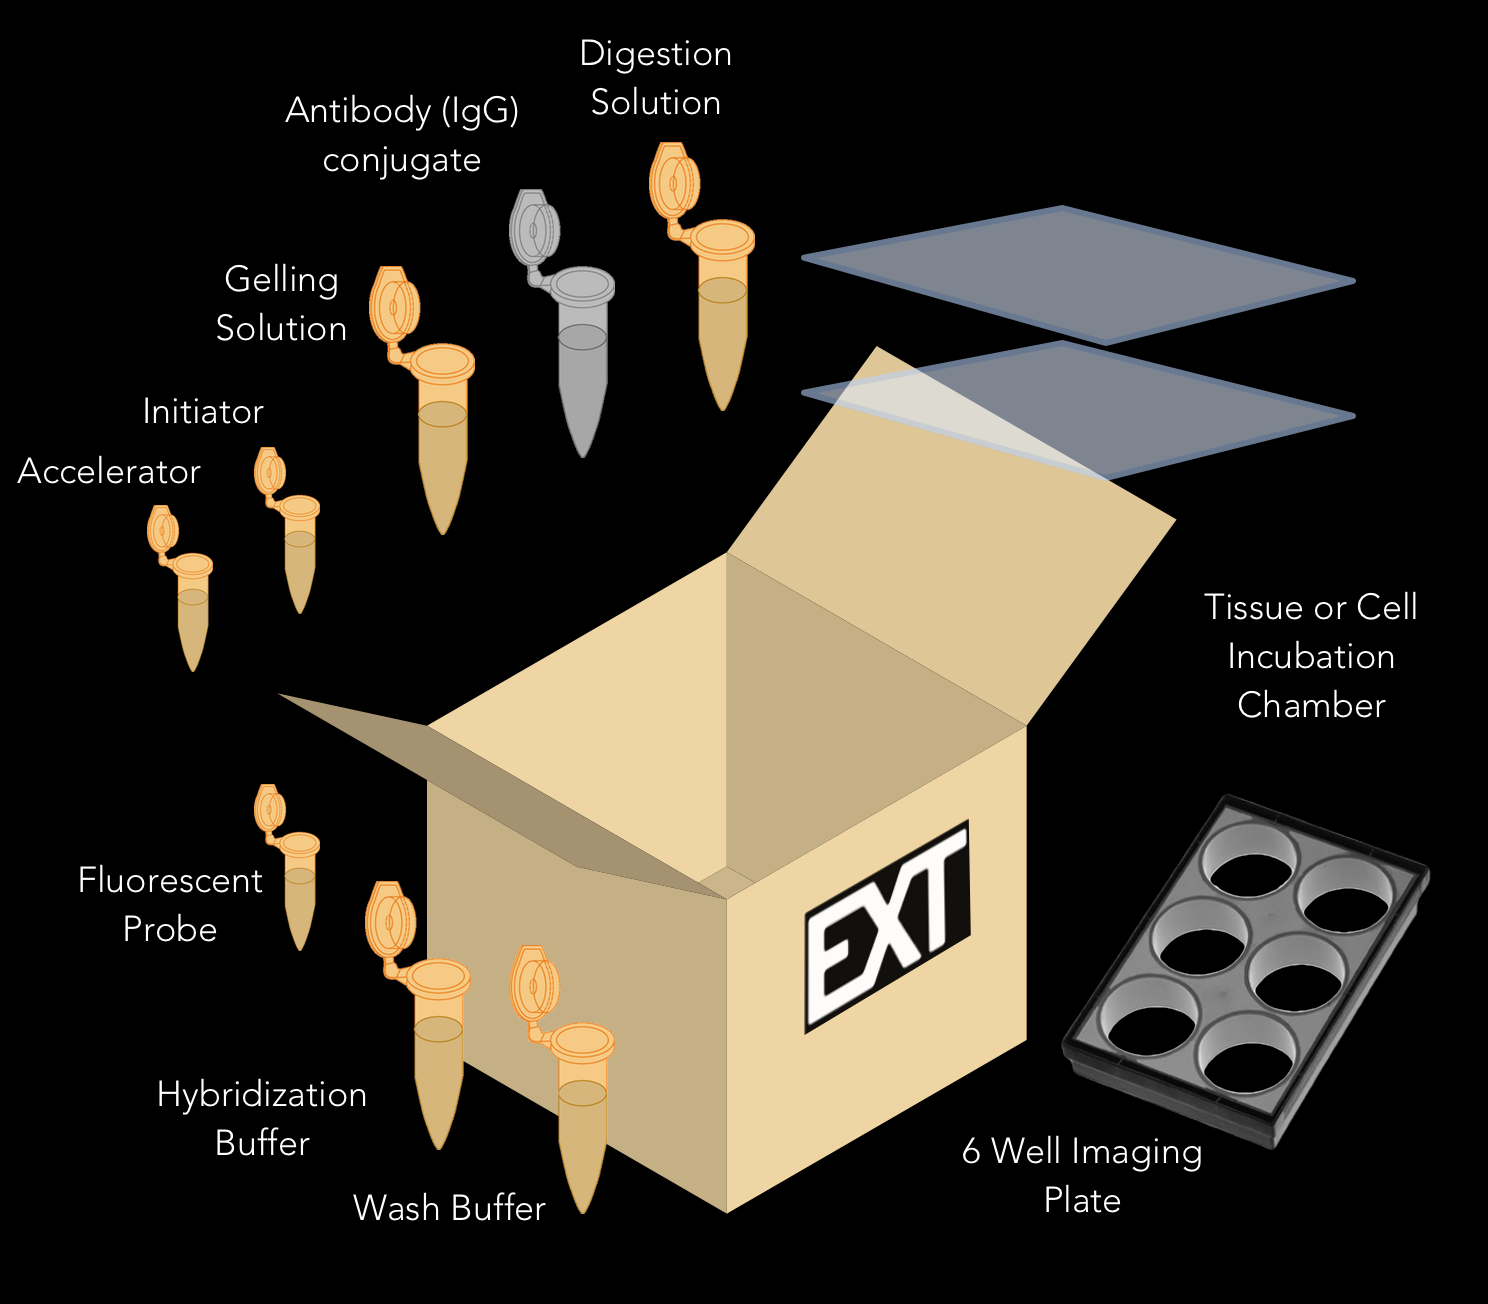 Digestion
Solution
Antibody (IgG)
conjugate
Gelling
Solution
Initiator
Accelerator
Tissue or Cell
Incubation
Chamber
EXT
Fluorescent
Probe
Hybridization
Buffer
Wash Buffer
6 Well Imaging
Plate